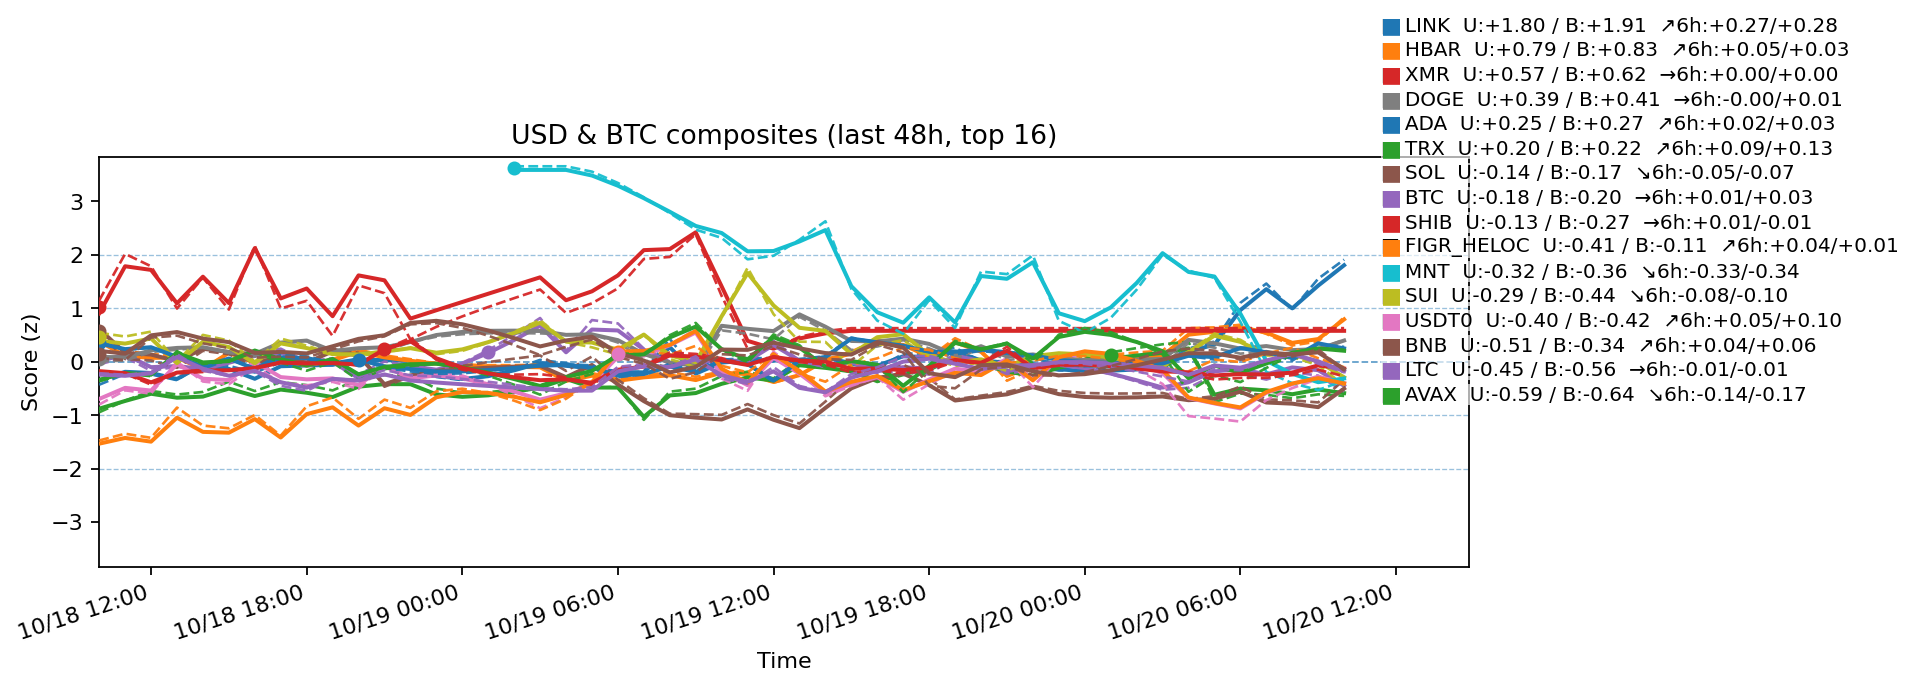 LINK  U:+1.80 / B:+1.91  ↗6h:+0.27/+0.28
HBAR  U:+0.79 / B:+0.83  ↗6h:+0.05/+0.03
XMR  U:+0.57 / B:+0.62  →6h:+0.00/+0.00
DOGE  U:+0.39 / B:+0.41  →6h:-0.00/+0.01
ADA  U:+0.25 / B:+0.27  ↗6h:+0.02/+0.03
TRX  U:+0.20 / B:+0.22  ↗6h:+0.09/+0.13
SOL  U:-0.14 / B:-0.17  ↘6h:-0.05/-0.07
BTC  U:-0.18 / B:-0.20  →6h:+0.01/+0.03
SHIB  U:-0.13 / B:-0.27  →6h:+0.01/-0.01
FIGR_HELOC  U:-0.41 / B:-0.11  ↗6h:+0.04/+0.01
MNT  U:-0.32 / B:-0.36  ↘6h:-0.33/-0.34
SUI  U:-0.29 / B:-0.44  ↘6h:-0.08/-0.10
USDT0  U:-0.40 / B:-0.42  ↗6h:+0.05/+0.10
BNB  U:-0.51 / B:-0.34  ↗6h:+0.04/+0.06
LTC  U:-0.45 / B:-0.56  →6h:-0.01/-0.01
AVAX  U:-0.59 / B:-0.64  ↘6h:-0.14/-0.17
USD & BTC composites (last 48h, top 16)
Score (z)
3
2
1
0
−1
−2
−3
10/18 12:00
10/18 18:00
10/19 00:00
10/19 06:00
10/19 12:00
10/19 18:00
10/20 00:00
10/20 06:00
10/20 12:00
Time